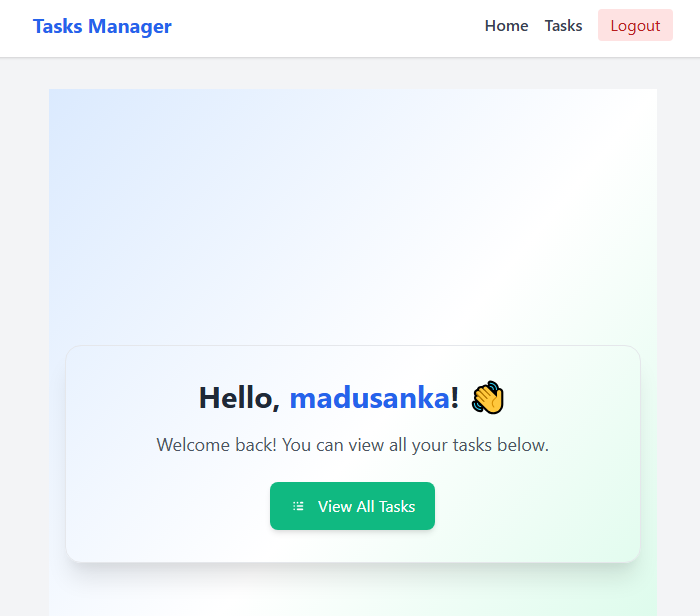 Tasks Manager
Home Tasks Logout
Hello, madusanka! 👋
Welcome back! You can view all your tasks below.
View All Tasks